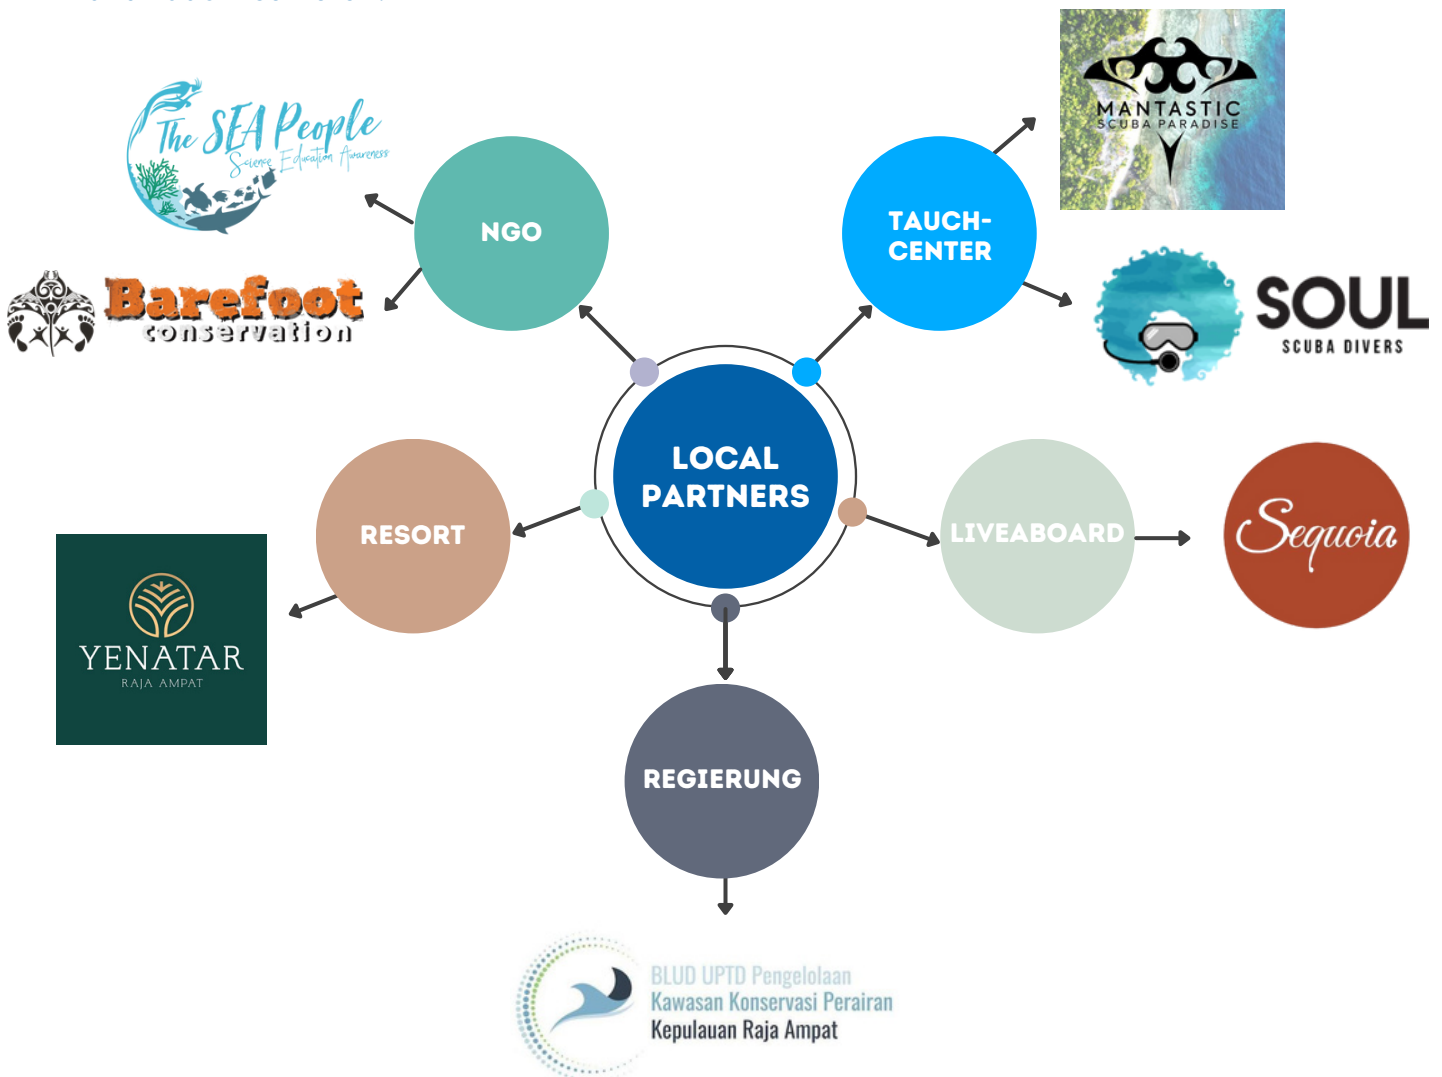 The SEA People
Science Education Awareness
Barefoot
conservation
NGO
TAUCH-
CENTER
MANTASTIC
SCUBA PARADISE
SOUL
SCUBA DIVERS
LOCAL
PARTNERS
RESORT
YENATAR
RAJA AMPAT
LIVEABOARD
Sequoia
REGIERUNG
BLUD UPTD Pengelolaan
Kawasan Konservasi Perairan
Kepulauan Raja Ampat